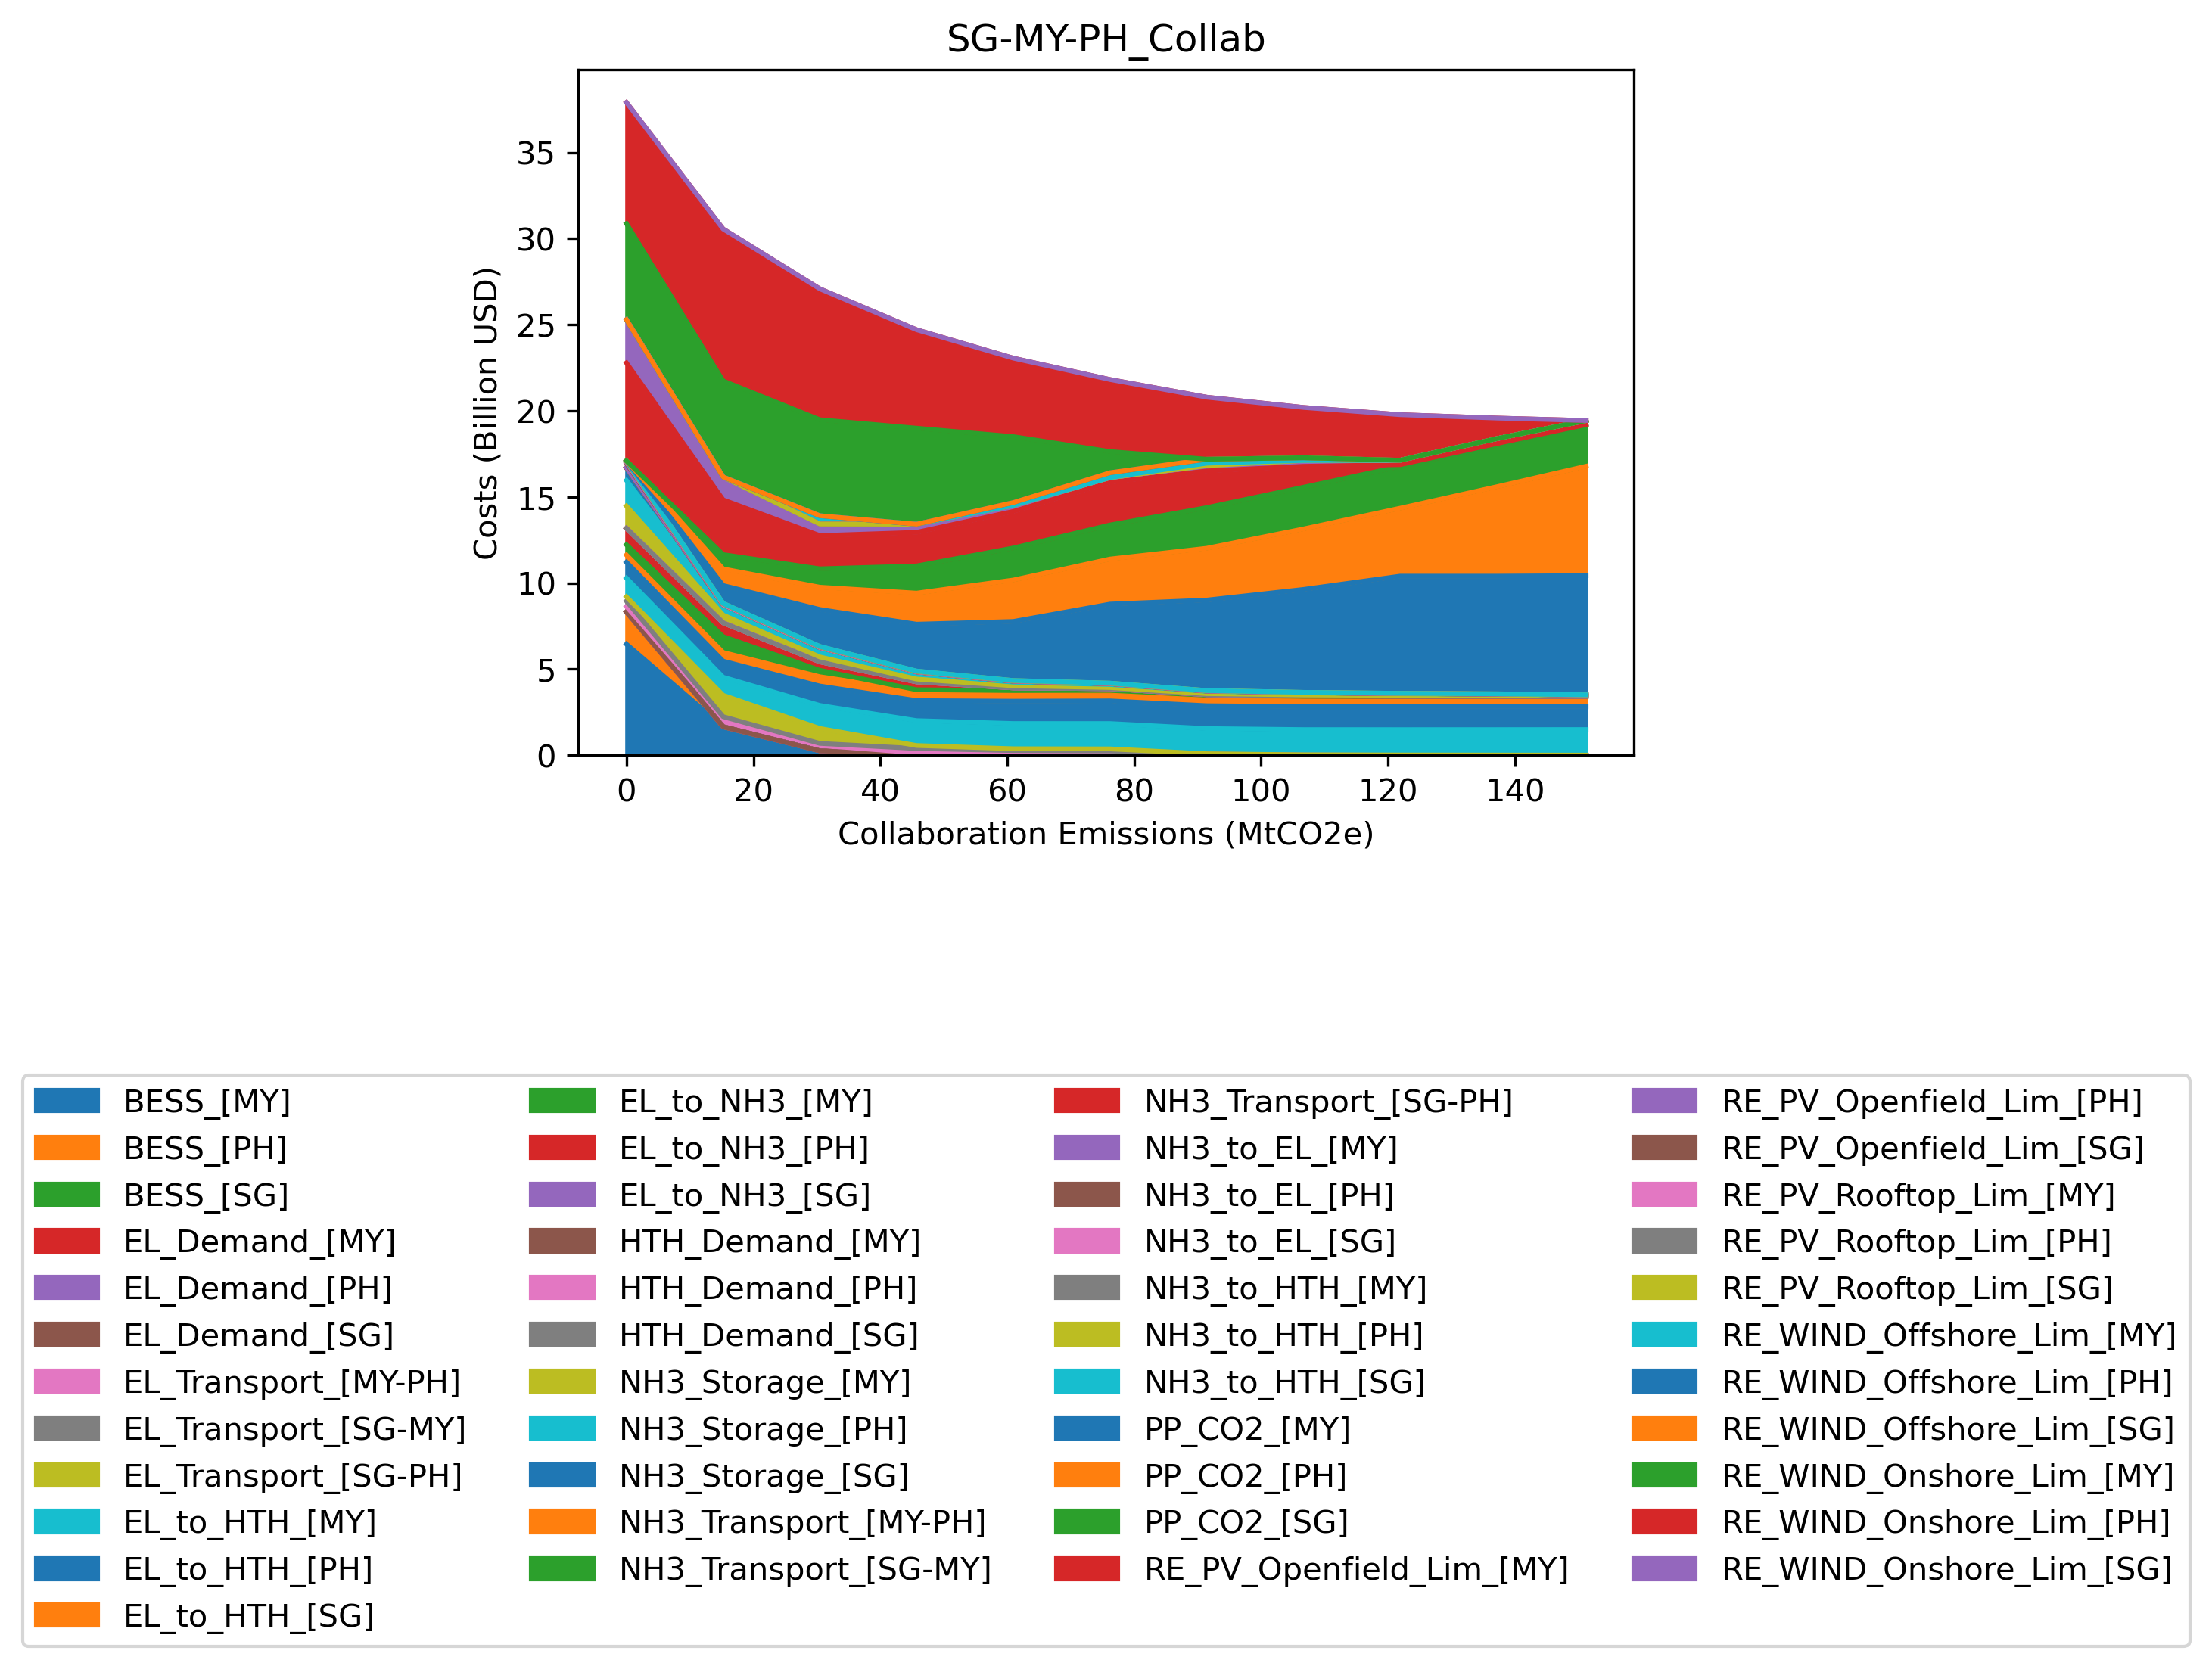 SG-MY-PH_Collab
Costs (Billion USD)
35
30
25
20
15
10
5
0
0 20 40 60 80 100 120 140
Collaboration Emissions (MtCO2e)
BESS_[MY]
BESS_[PH]
BESS_[SG]
EL_Demand_[MY]
EL_Demand_[PH]
EL_Demand_[SG]
EL_Transport_[MY-PH]
EL_Transport_[SG-MY]
EL_Transport_[SG-PH]
EL_to_HTH_[MY]
EL_to_HTH_[PH]
EL_to_HTH_[SG]
EL_to_NH3_[MY]
EL_to_NH3_[PH]
EL_to_NH3_[SG]
HTH_Demand_[MY]
HTH_Demand_[PH]
HTH_Demand_[SG]
NH3_Storage_[MY]
NH3_Storage_[PH]
NH3_Storage_[SG]
NH3_Transport_[MY-PH]
NH3_Transport_[SG-MY]
NH3_Transport_[SG-PH]
NH3_to_EL_[MY]
NH3_to_EL_[PH]
NH3_to_EL_[SG]
NH3_to_HTH_[MY]
NH3_to_HTH_[PH]
NH3_to_HTH_[SG]
PP_CO2_[MY]
PP_CO2_[PH]
PP_CO2_[SG]
RE_PV_Openfield_Lim_[MY]
RE_PV_Openfield_Lim_[PH]
RE_PV_Openfield_Lim_[SG]
RE_PV_Rooftop_Lim_[MY]
RE_PV_Rooftop_Lim_[PH]
RE_PV_Rooftop_Lim_[SG]
RE_WIND_Offshore_Lim_[MY]
RE_WIND_Offshore_Lim_[PH]
RE_WIND_Offshore_Lim_[SG]
RE_WIND_Onshore_Lim_[MY]
RE_WIND_Onshore_Lim_[PH]
RE_WIND_Onshore_Lim_[SG]